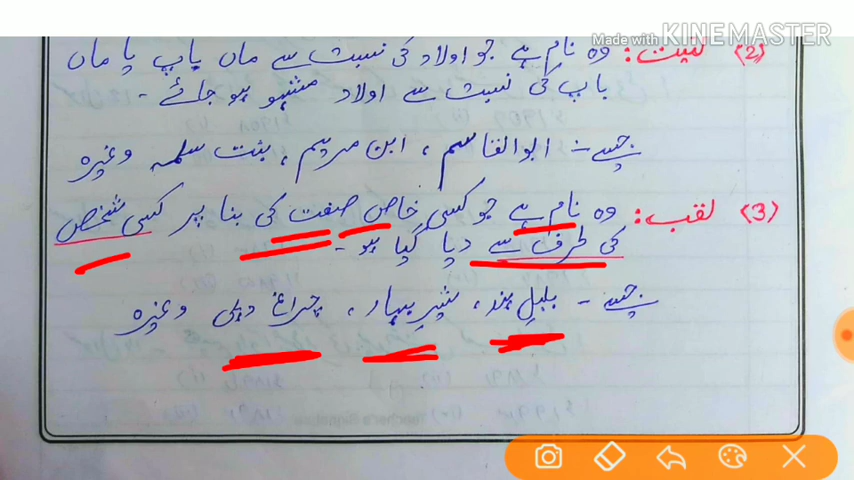 Made with KINEMASTER
(2) کنیت: وہ نام ہے جو اولاد کی نسبت سے ماں باپ یا ماں
باپ کی نسبت سے اولاد مشہو ہو جائے -
جیسے - ابوالقاسم، ابن مریم، بنت سلمہ وغیرہ
(3) لقب: وہ نام ہے جو کسی خاص صفت کی بنا پر کسی شخص
کی طرف سے دیا گیا ہو -
جیسے - بلبلِ ہند، شیرِ بہار، چراغ دہلی وغیرہ